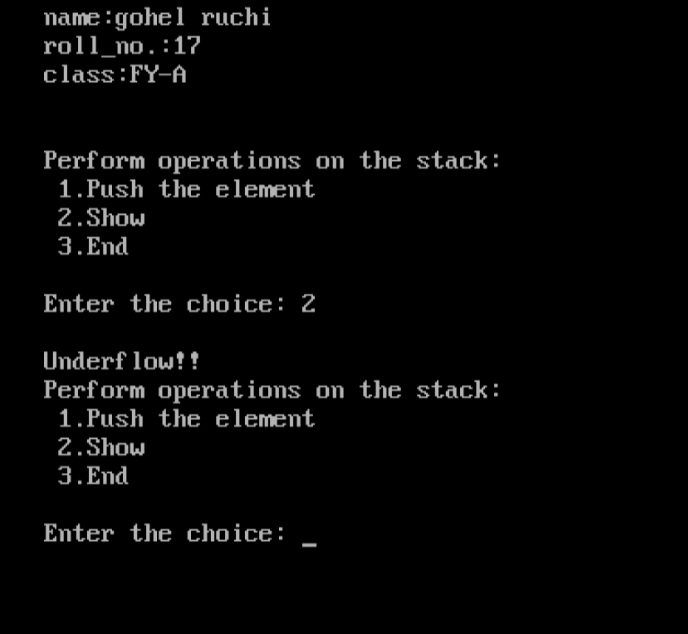 name:gohel ruchi
roll_no.:17
class:FY-A
Perform operations on the stack:
1.Push the element
2.Show
3.End
Enter the choice: 2
Underflow!!
Perform operations on the stack:
1.Push the element
2.Show
3.End
Enter the choice: _